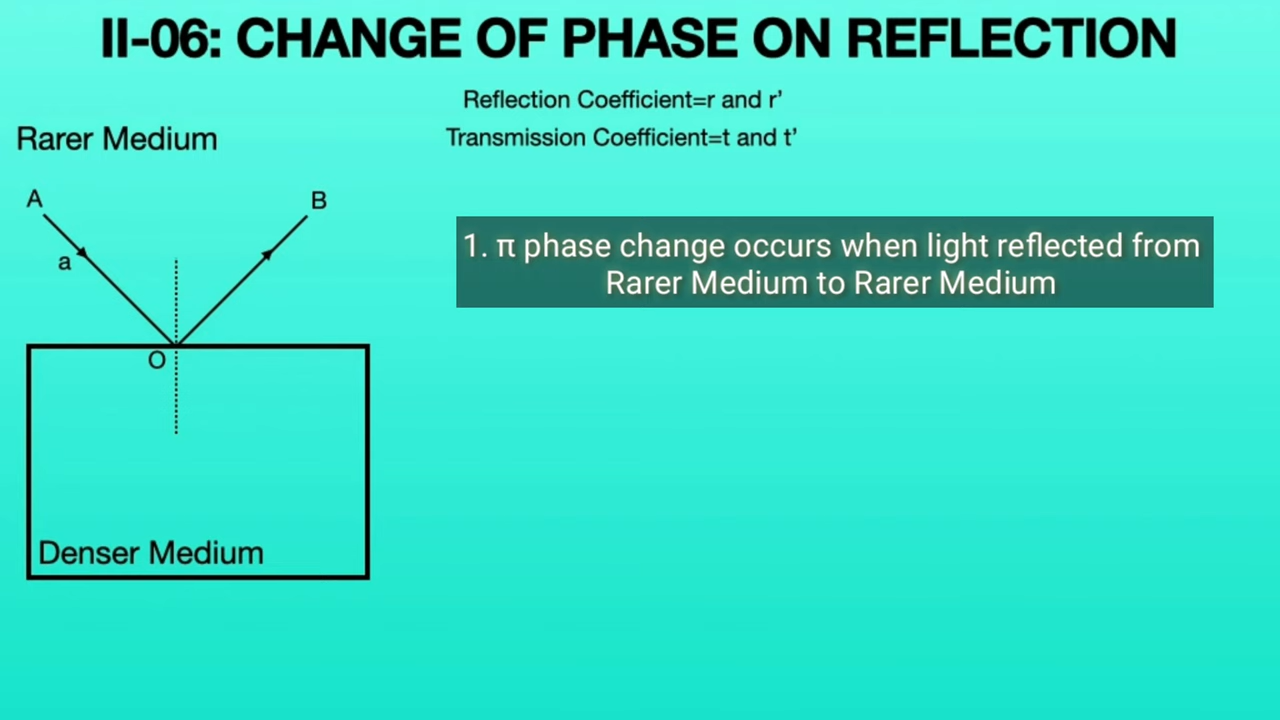 II-06: CHANGE OF PHASE ON REFLECTION
Reflection Coefficient=r and r’
Transmission Coefficient=t and t’
Rarer Medium
A
B
a
1. π phase change occurs when light reflected from
Rarer Medium to Rarer Medium
O
Denser Medium